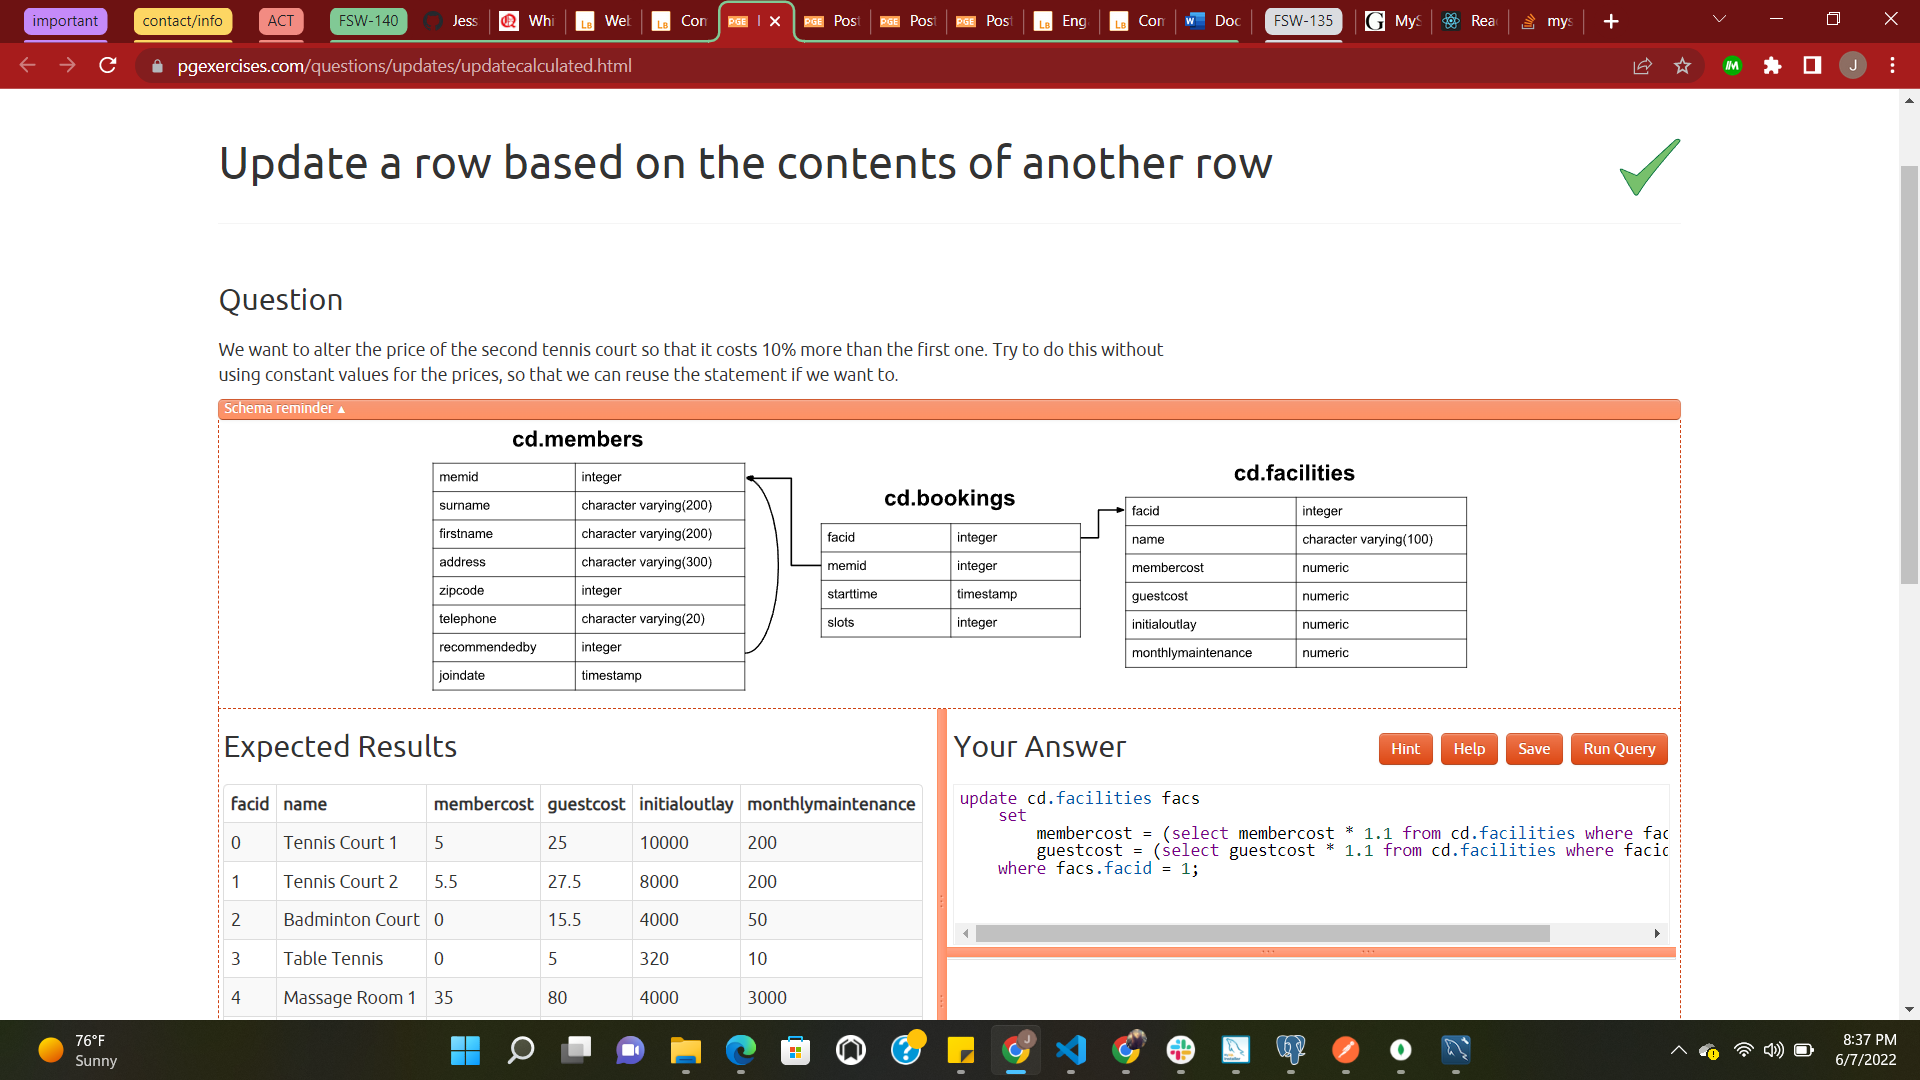 important contact/info ACT FSW-140 Jess Whi Web Com PGE I PGE Post PGE Post PGE Post Eng Com Doc FSW-135 MyS Rea mys
pgexercises.com/questions/updates/updatecalculated.html
J
Update a row based on the contents of another row
Question
We want to alter the price of the second tennis court so that it costs 10% more than the first one. Try to do this without
using constant values for the prices, so that we can reuse the statement if we want to.
Schema reminder ▲
cd.members
memid integer
surname character varying(200)
firstname character varying(200)
address character varying(300)
zipcode integer
telephone character varying(20)
recommendedby integer
joindate timestamp
cd.bookings
facid integer
memid integer
starttime timestamp
slots integer
cd.facilities
facid integer
name character varying(100)
membercost numeric
guestcost numeric
initialoutlay numeric
monthlymaintenance numeric
Expected Results
facid name membercost guestcost initialoutlay monthlymaintenance
0 Tennis Court 1 5 25 10000 200
1 Tennis Court 2 5.5 27.5 8000 200
2 Badminton Court 0 15.5 4000 50
3 Table Tennis 0 5 320 10
4 Massage Room 1 35 80 4000 3000
Your Answer
Hint Help Save Run Query
update cd.facilities facs
set
membercost = (select membercost * 1.1 from cd.facilities where fac
guestcost = (select guestcost * 1.1 from cd.facilities where facid
where facs.facid = 1;
76°F
Sunny
8:37 PM
6/7/2022